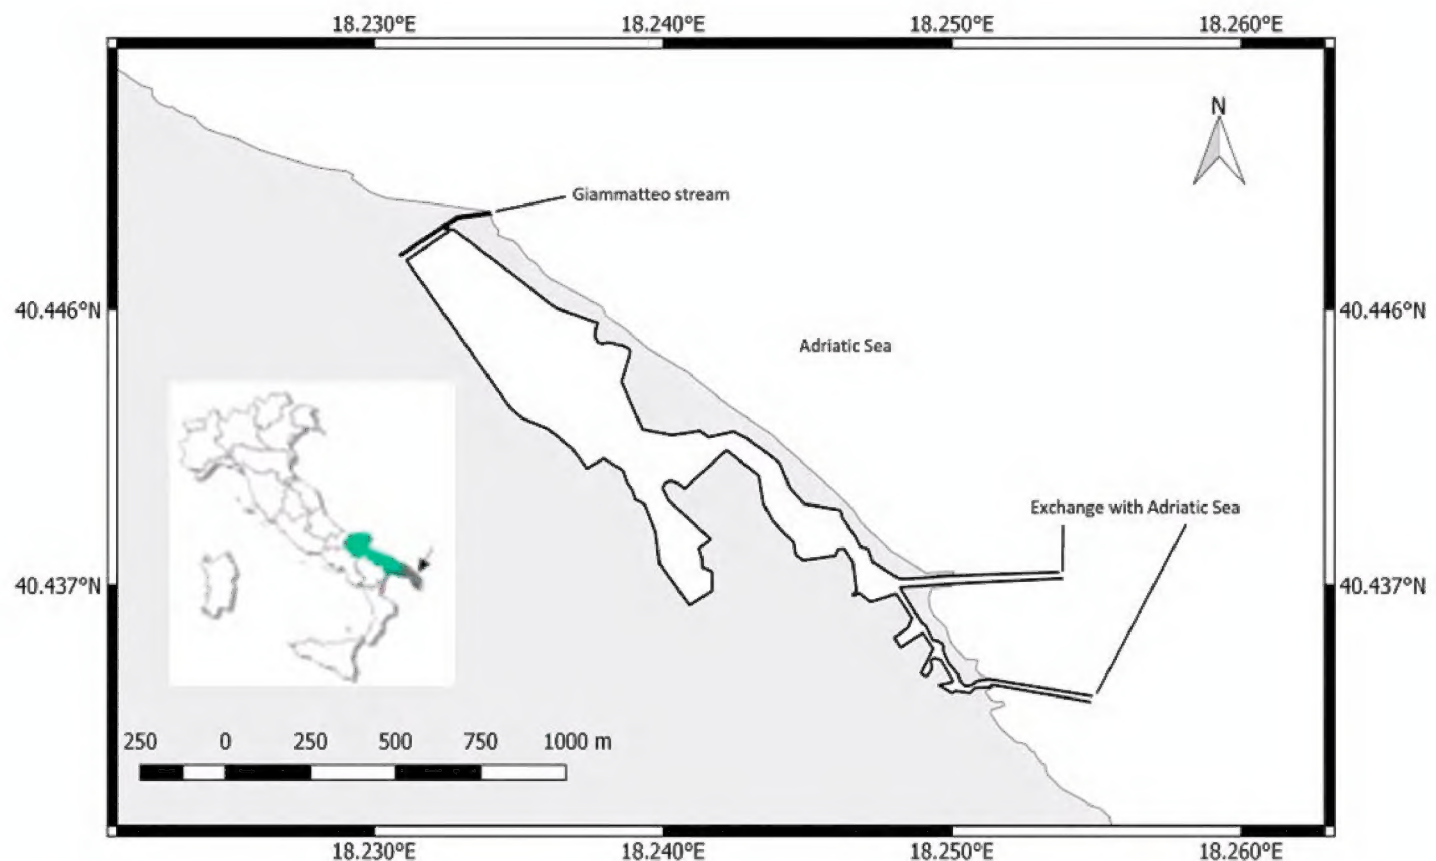 18.230°E 18.240°E 18.250°E 18.260°E
N
Giammatteo stream
40.446°N 40.446°N
Adriatic Sea
Exchange with Adriatic Sea
40.437°N 40.437°N
250 0 250 500 750 1000 m
18.230°E 18.240°E 18.250°E 18.260°E